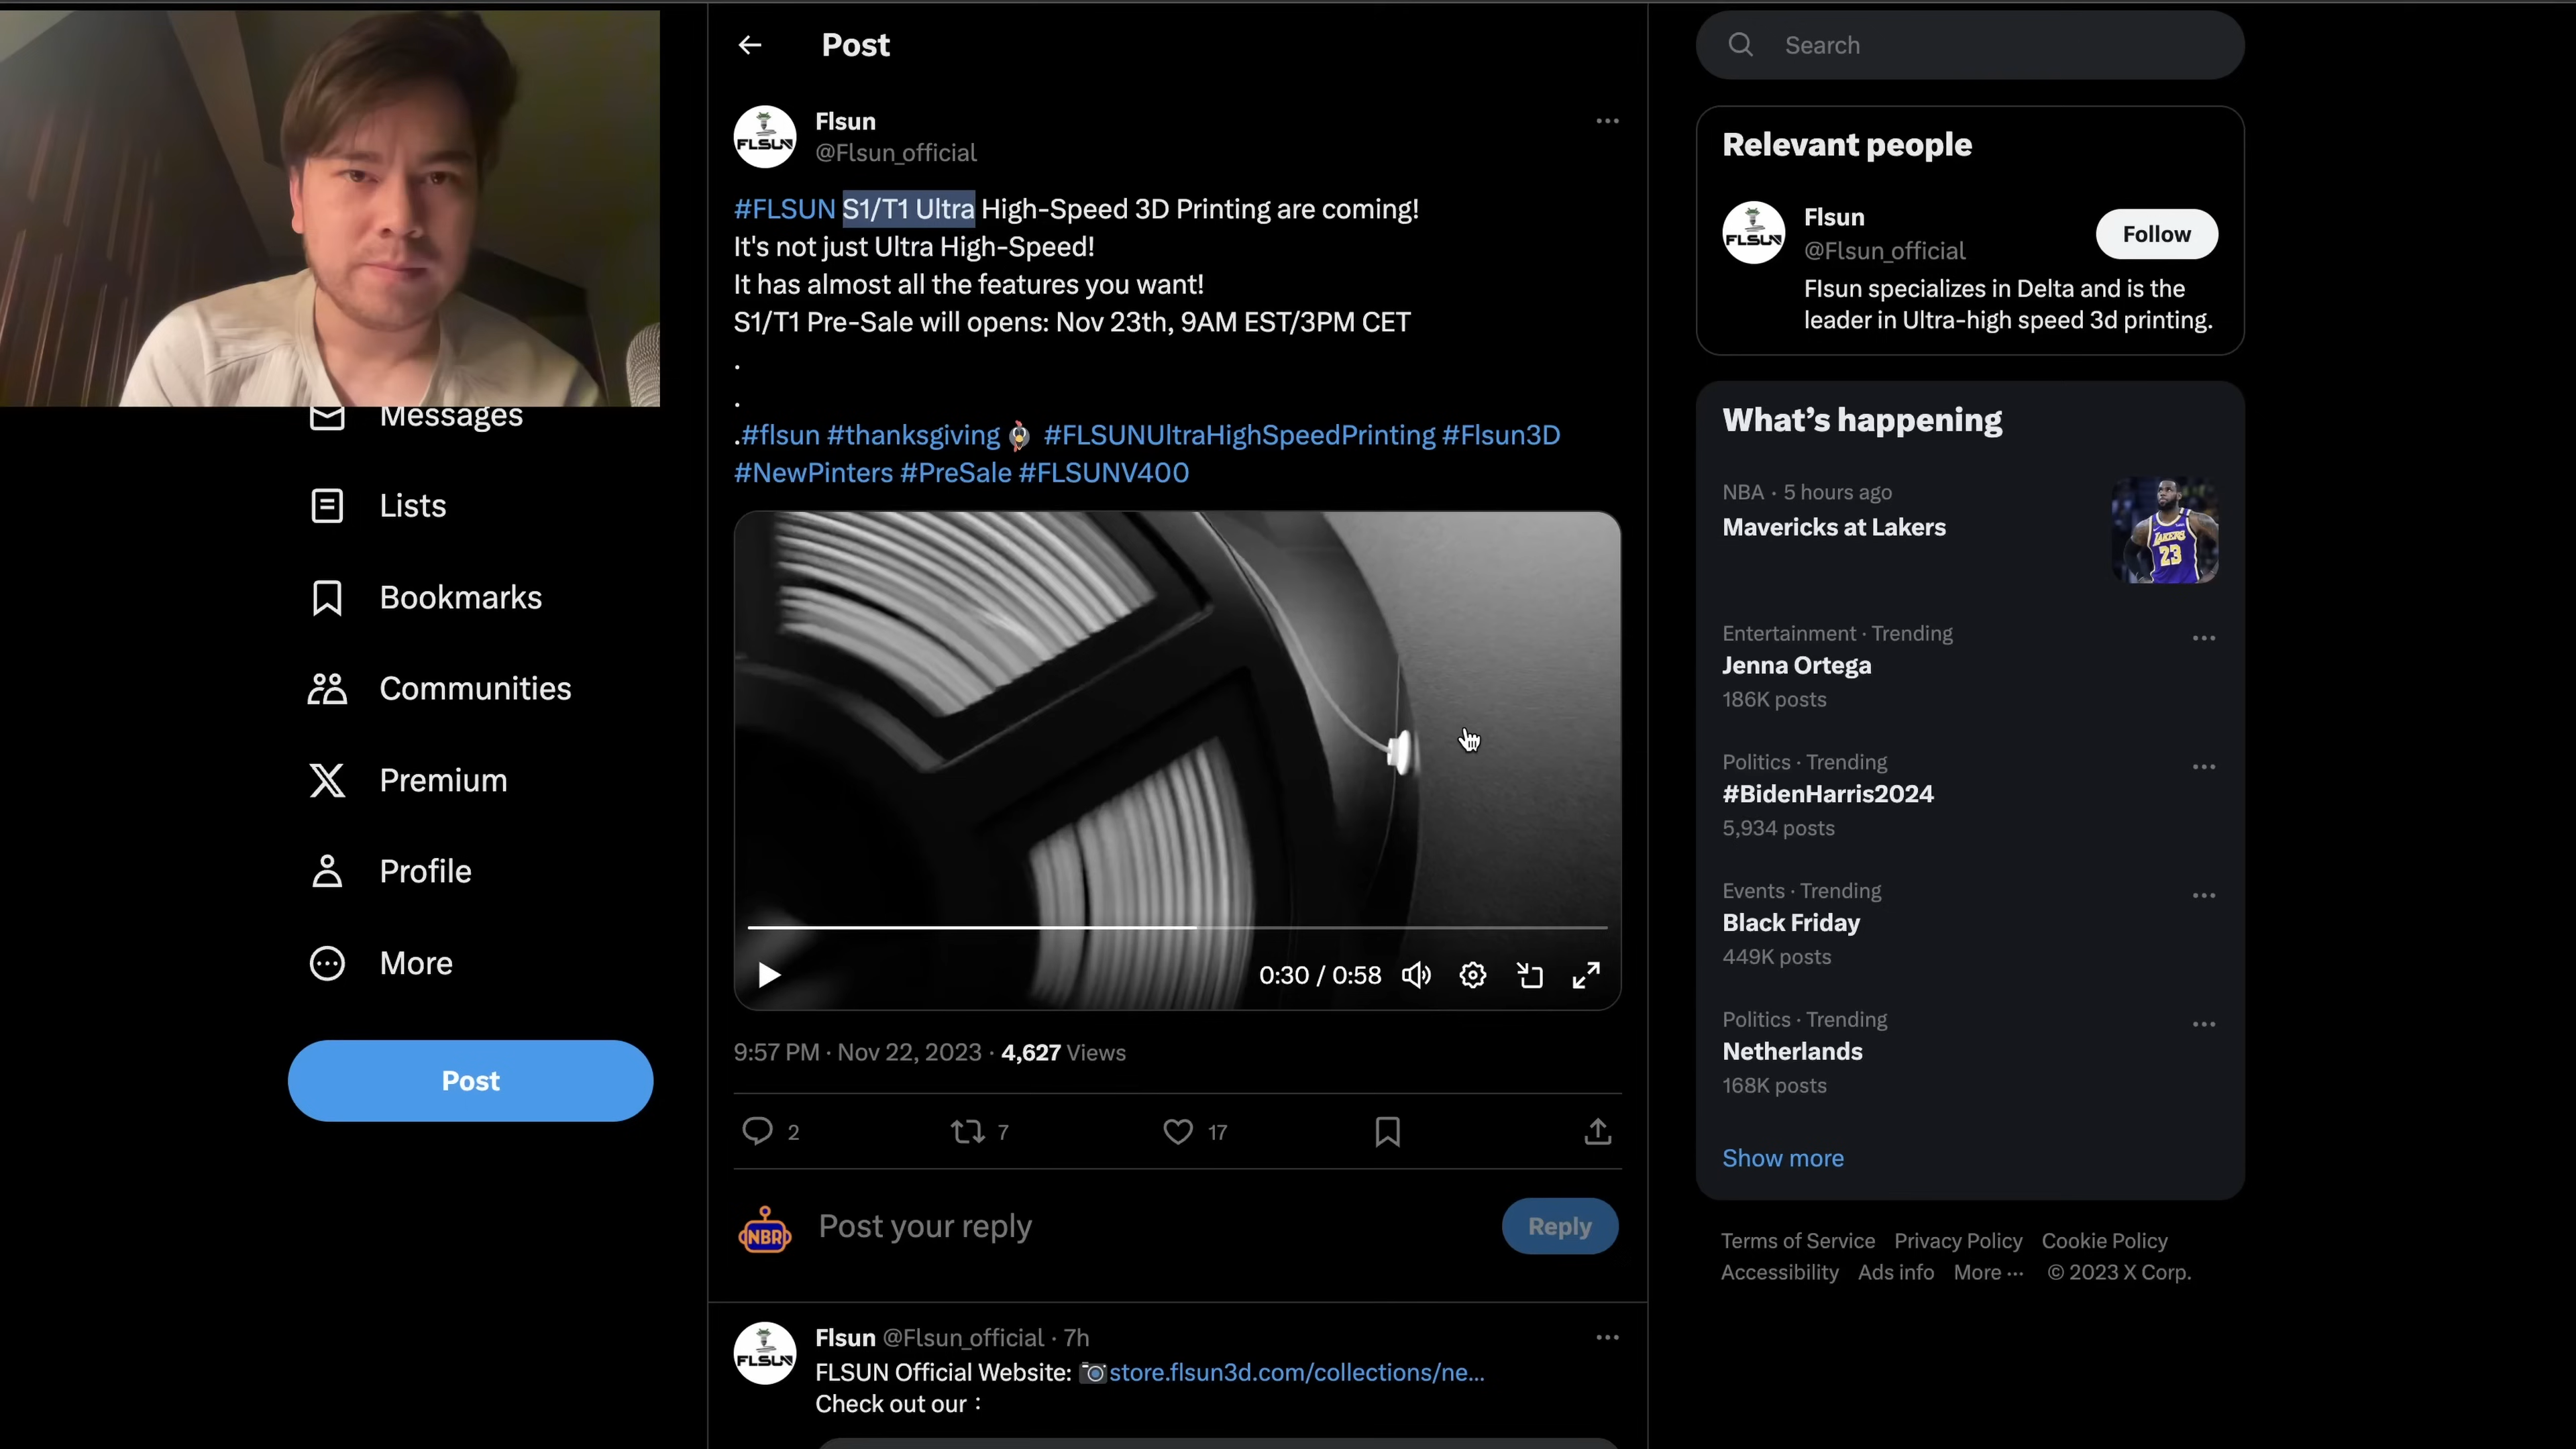 Messages
Lists
Bookmarks
Communities
Premium
Profile
More
Post
Post
FLSUN
Flsun
@Flsun_official
#FLSUN S1/T1 Ultra High-Speed 3D Printing are coming!
It's not just Ultra High-Speed!
It has almost all the features you want!
S1/T1 Pre-Sale will opens: Nov 23th, 9AM EST/3PM CET
.
.
.#flsun #thanksgiving🦃 #FLSUNUltraHighSpeedPrinting #Flsun3D
#NewPinters #PreSale #FLSUNV400
0:30 / 0:58
9:57 PM · Nov 22, 2023 · 4,627 Views
2 7 17
NBR
Post your reply
Reply
FLSUN
Flsun @Flsun_official · 7h
FLSUN Official Website: 📷store.flsun3d.com/collections/ne…
Check out our：
Search
Relevant people
FLSUN
Flsun
@Flsun_official
Follow
Flsun specializes in Delta and is the
leader in Ultra-high speed 3d printing.
What's happening
NBA · 5 hours ago
Mavericks at Lakers
LAKERS
23
Entertainment · Trending
Jenna Ortega
186K posts
Politics · Trending
#BidenHarris2024
5,934 posts
Events · Trending
Black Friday
449K posts
Politics · Trending
Netherlands
168K posts
Show more
Terms of Service Privacy Policy Cookie Policy
Accessibility Ads info More ··· © 2023 X Corp.